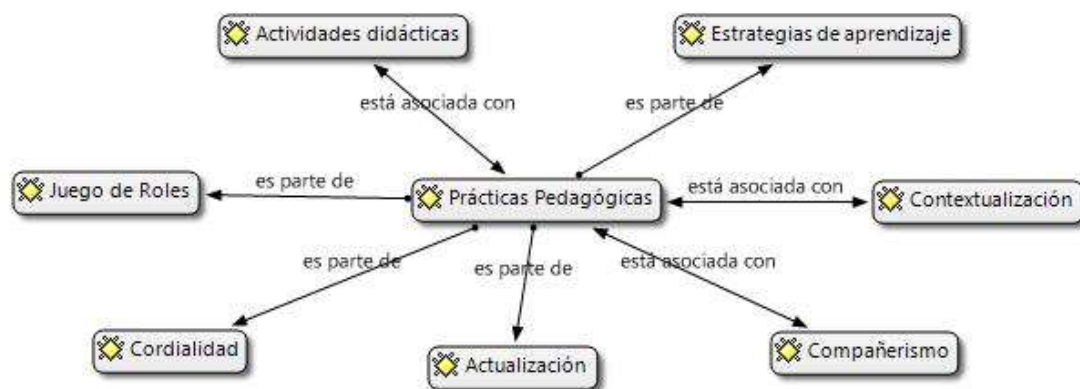 Actividades didácticas
Estrategias de aprendizaje
está asociada con
es parte de
Juego de Roles
es parte de
Prácticas Pedagógicas
está asociada con
Contextualización
es parte de
es parte de
está asociada con
Cordialidad
Actualización
Compañerismo